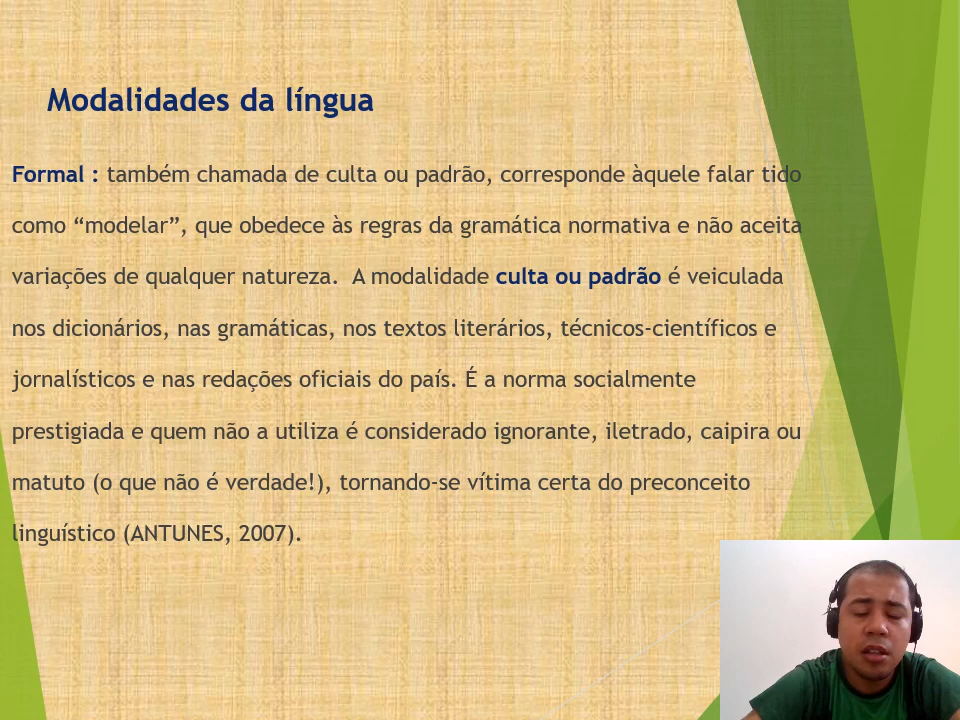 Modalidades da língua
Formal : também chamada de culta ou padrão, corresponde àquele falar tido
como “modelar”, que obedece às regras da gramática normativa e não aceita
variações de qualquer natureza.  A modalidade culta ou padrão é veiculada
nos dicionários, nas gramáticas, nos textos literários, técnicos-científicos e
jornalísticos e nas redações oficiais do país. É a norma socialmente
prestigiada e quem não a utiliza é considerado ignorante, iletrado, caipira ou
matuto (o que não é verdade!), tornando-se vítima certa do preconceito
linguístico (ANTUNES, 2007).